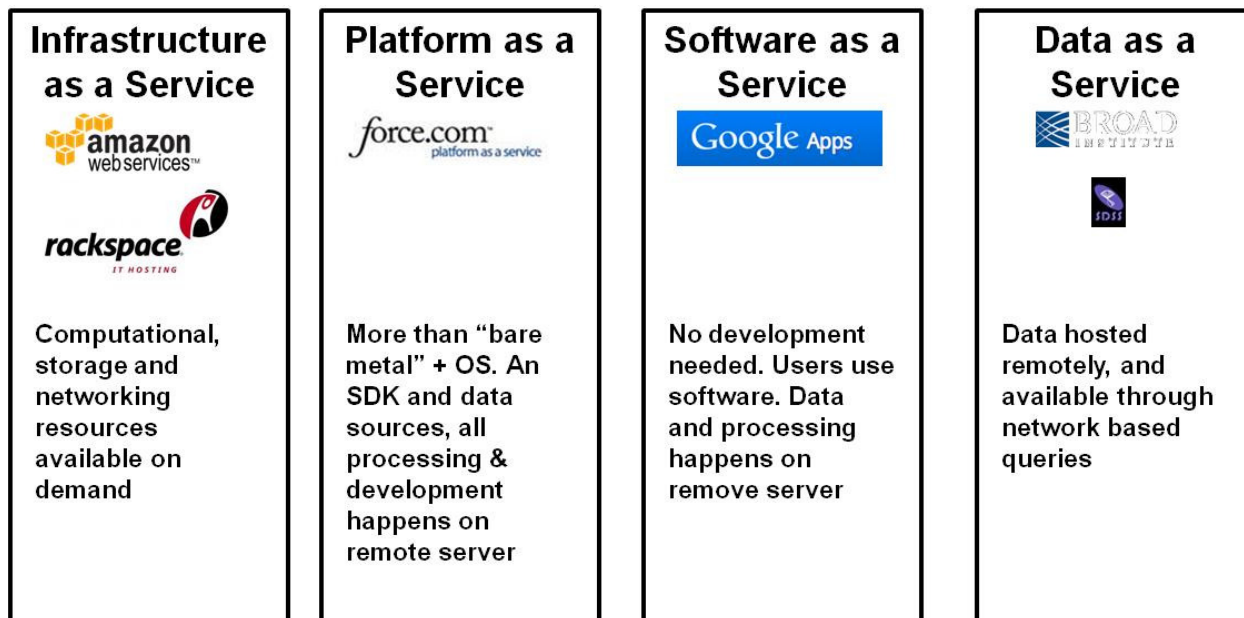 Infrastructure
as a Service
amazon
webservices™
rackspace.
IT HOSTING
Computational,
storage and
networking
resources
available on
demand
Platform as a
Service
force.com™
platform as a service
More than “bare
metal” + OS. An
SDK and data
sources, all
processing &
development
happens on
remote server
Software as a
Service
Google Apps
No development
needed. Users use
software. Data
and processing
happens on
remove server
Data as a
Service
BROAD
INSTITUTE
SDSS
Data hosted
remotely, and
available through
network based
queries